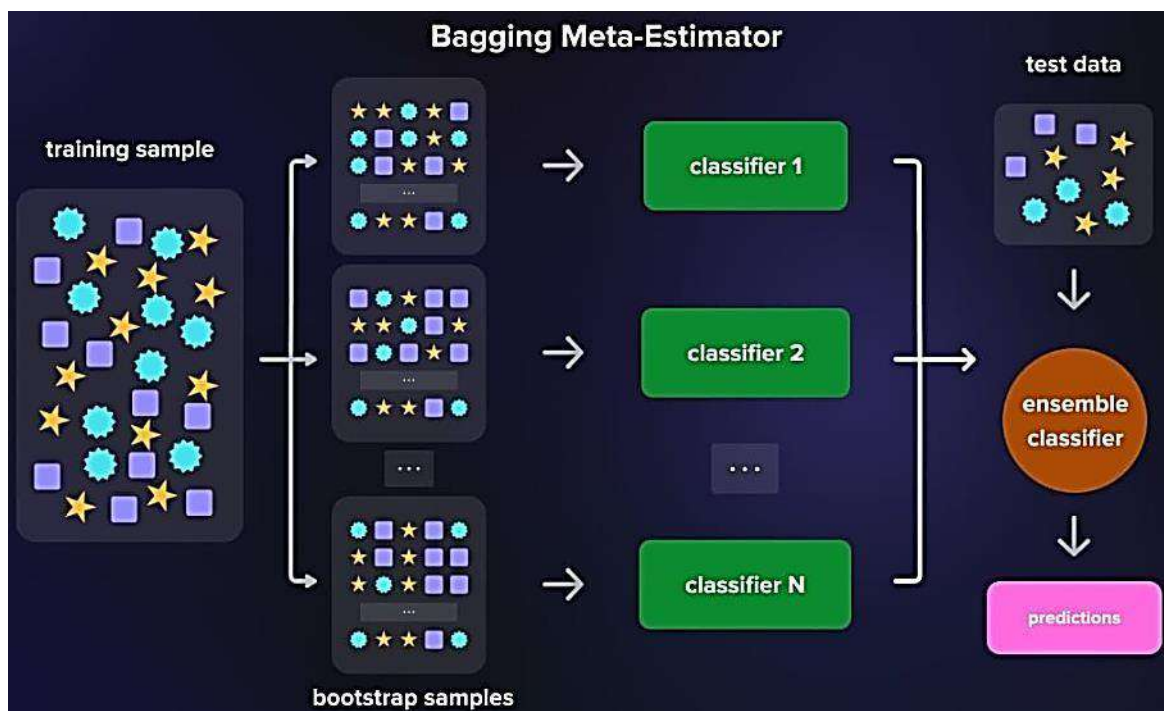 Bagging Meta-Estimator
training sample
...
...
...
...
bootstrap samples
classifier 1
classifier 2
...
classifier N
test data
ensemble
classifier
predictions